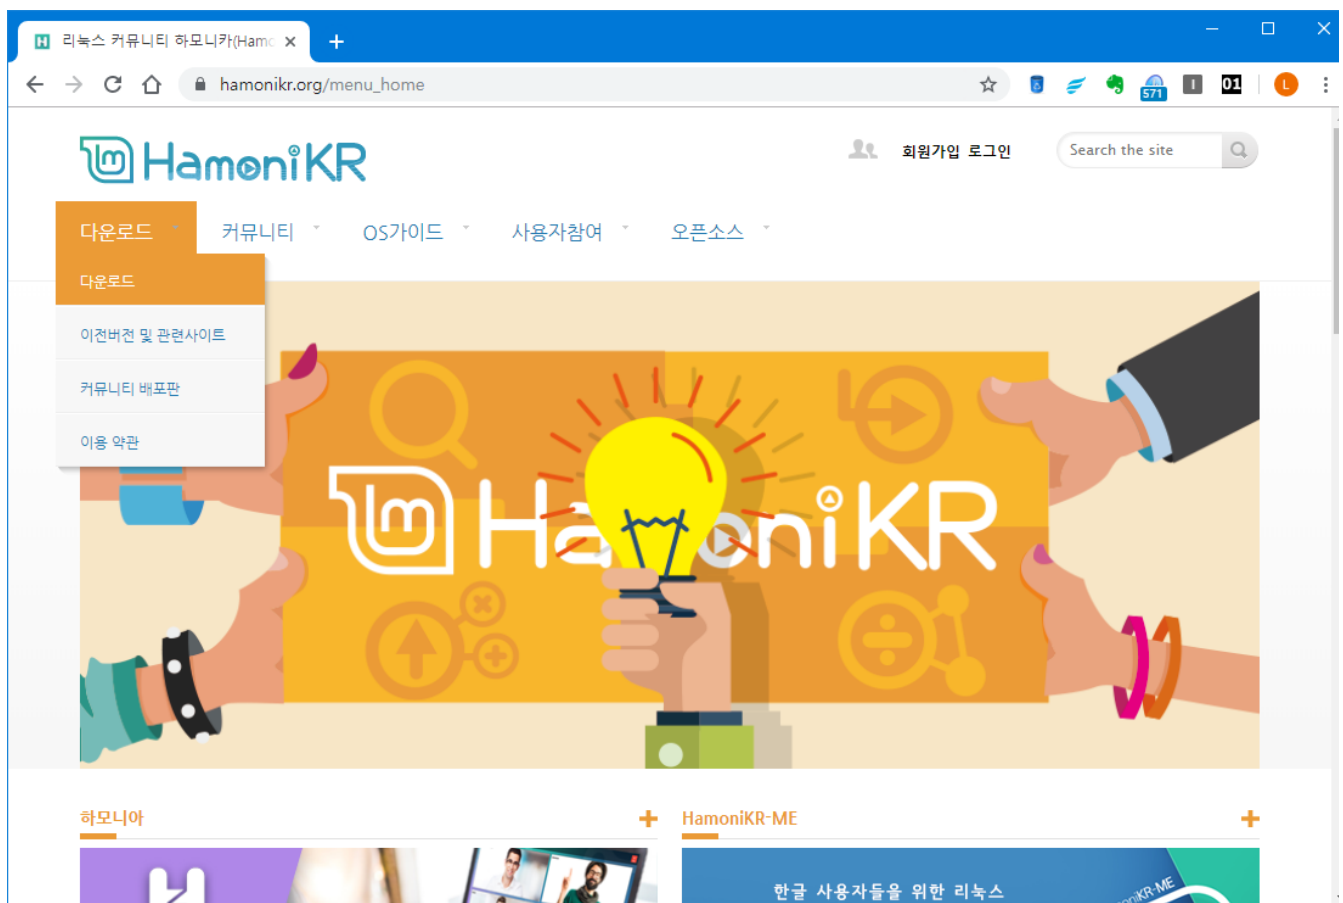 리눅스 커뮤니티 하모니카(Hamo
hamonikr.org/menu_home
571
I
01
L
HamoniKR
회원가입 로그인
Search the site
다운로드
커뮤니티
OS가이드
사용자참여
오픈소스
다운로드
이전버전 및 관련사이트
커뮤니티 배포판
이용 약관
HamoniKR
하모니아
HamoniKR-ME
한글 사용자들을 위한 리눅스
HamoniKR-ME